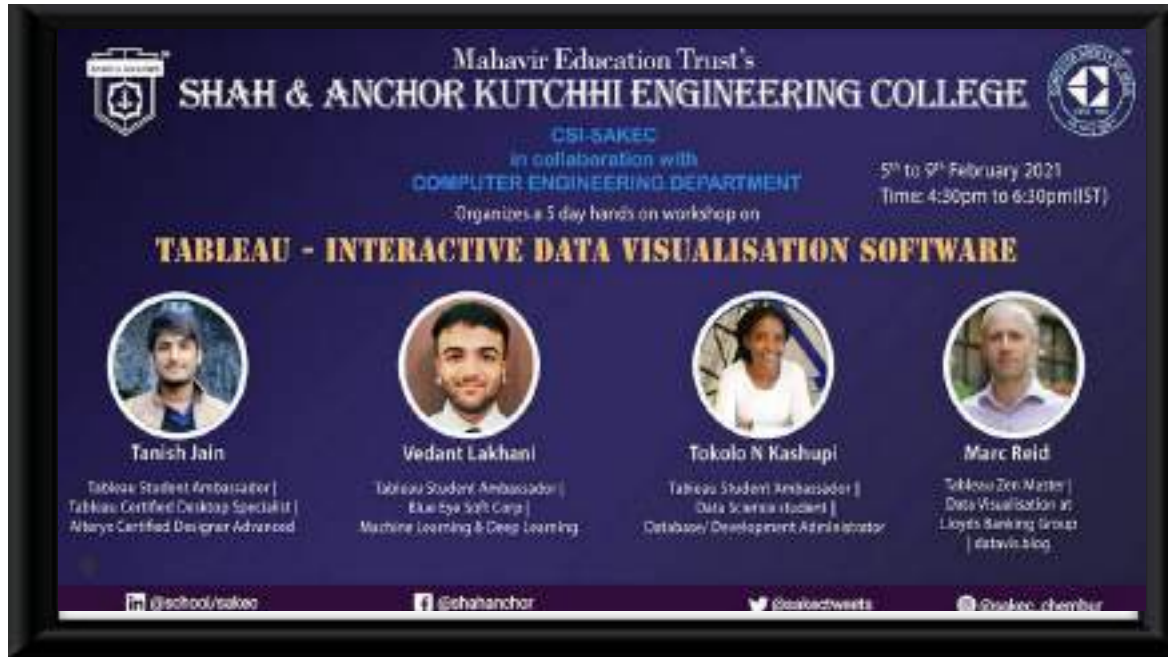 Mahavir Education Trust's
SHAH & ANCHOR KUTCHHI ENGINEERING COLLEGE
CSI-SAKEC
in collaboration with
COMPUTER ENGINEERING DEPARTMENT
5th to 9th February 2021
Time: 4:30pm to 6:30pm(IST)
Organizes a 5 day hands on workshop on
TABLEAU - INTERACTIVE DATA VISUALISATION SOFTWARE
Tanish Jain
Tableau Student Ambassador |
Tableau Certified Desktop Specialist |
Alteryx Certified Designer Advanced
Vedant Lakhani
Tableau Student Ambassador |
Blue Eye Soft Corp |
Machine Learning & Deep Learning
Tokolo N Kashupi
Tableau Student Ambassador |
Data Science student |
Database/ Development Administrator
Marc Reid
Tableau Zen Master |
Data Visualisation at
Lloyds Banking Group
| datavis.blog
in @school/sakec
f @shahanchor
@sakectweets
@sakec_chembur